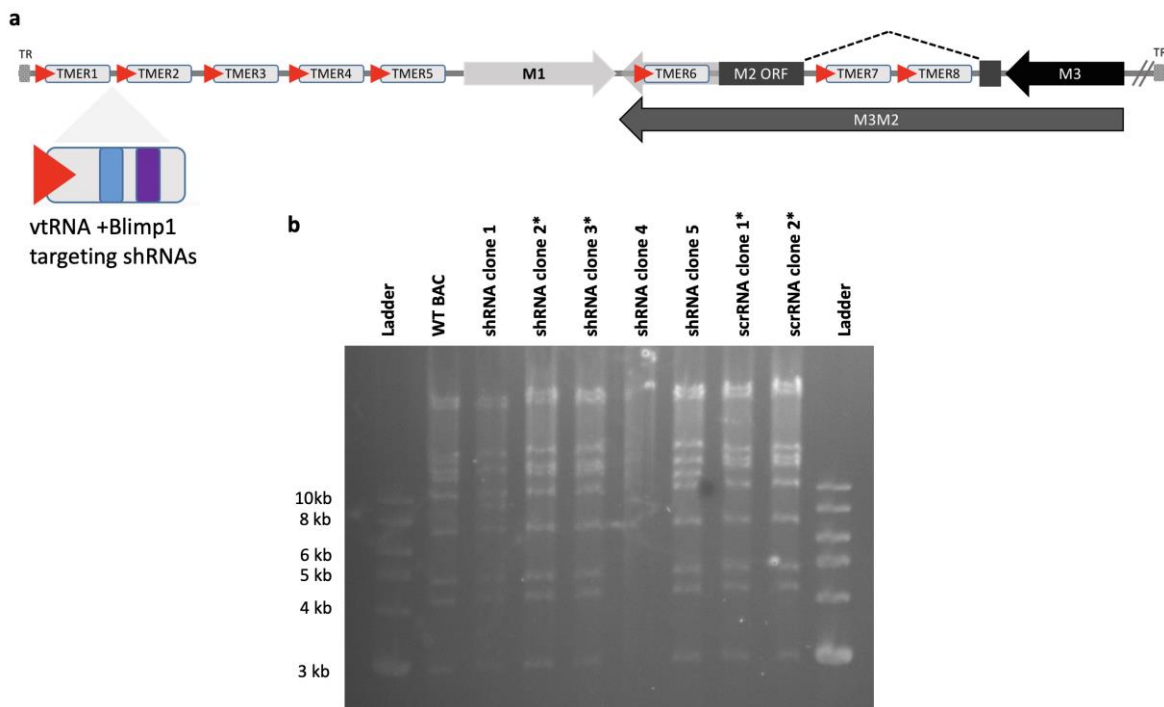 a
TR TMER1 TMER2 TMER3 TMER4 TMER5 M1 TMER6 M2 ORF TMER7 TMER8 M3 TR
M3M2
vtRNA +Blimp1
targeting shRNAs
b
Ladder
WT BAC
shRNA clone 1
shRNA clone 2*
shRNA clone 3*
shRNA clone 4
shRNA clone 5
scrRNA clone 1*
scrRNA clone 2*
Ladder
10kb
8 kb
6 kb
5 kb
4 kb
3 kb